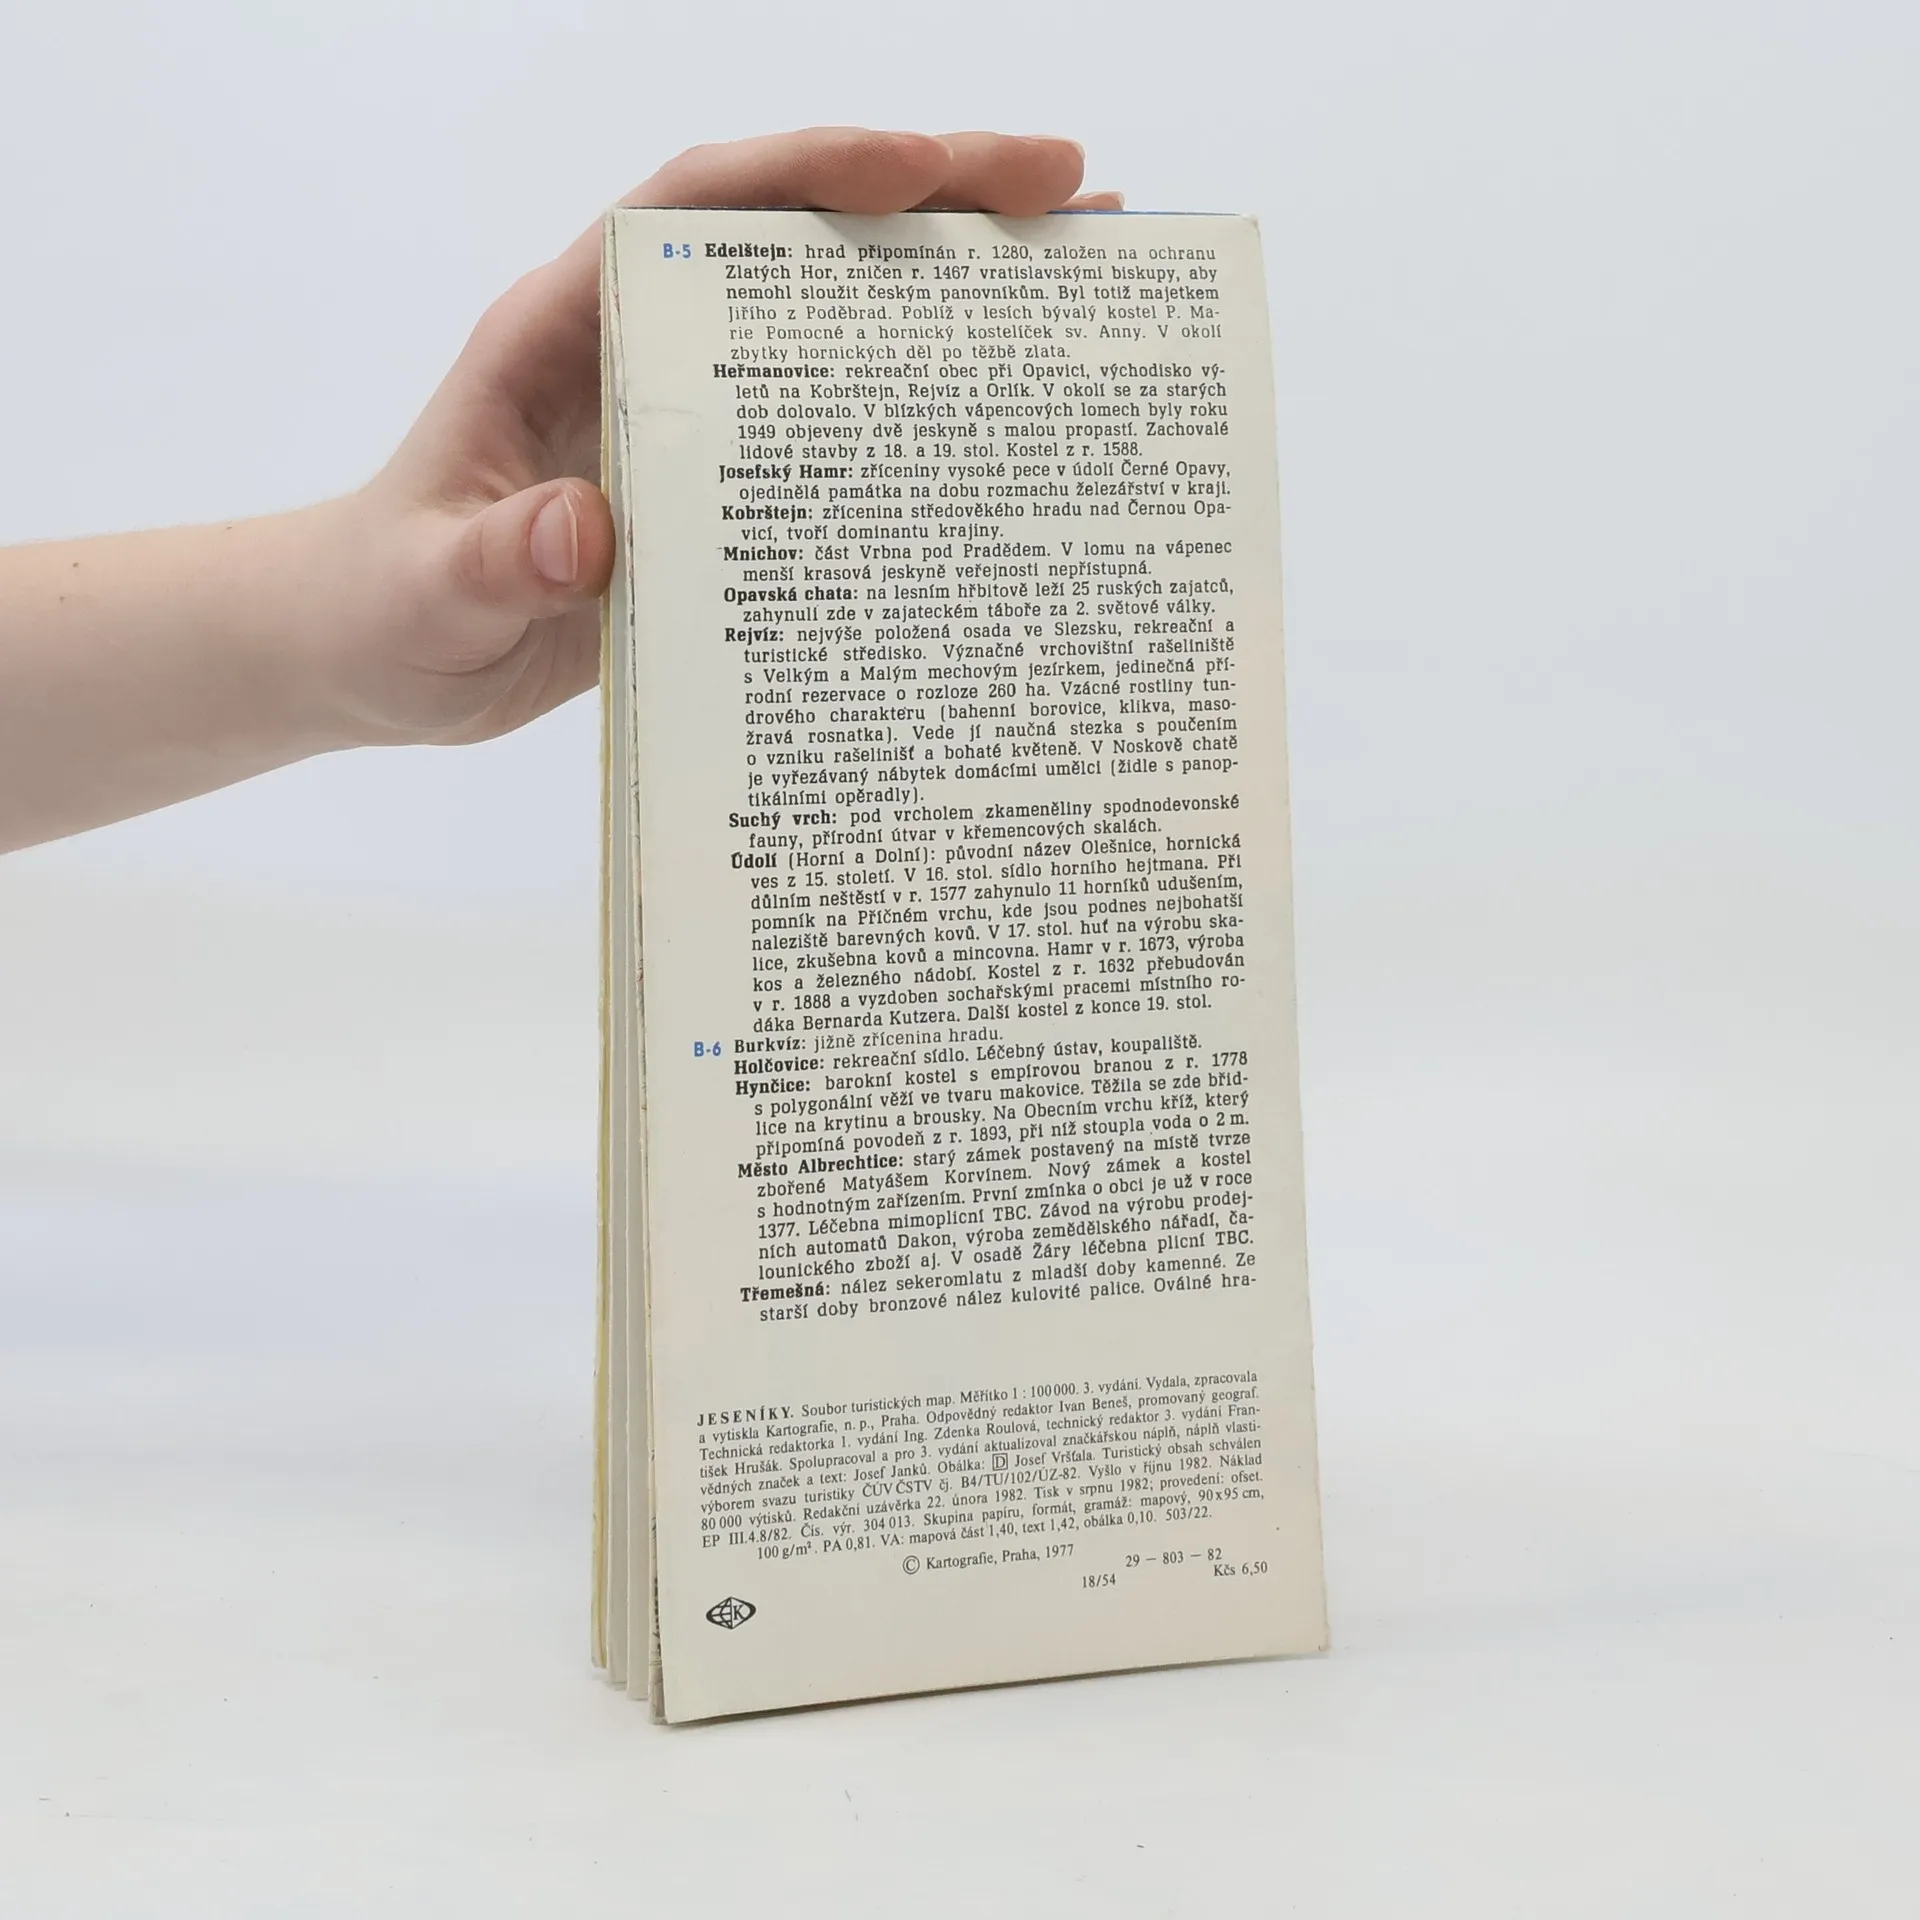 B-5 Edelštejn: hrad připomínán r. 1280, založen na ochranu
Zlatých Hor, zničen r. 1467 vratislavskými biskupy, aby
nemohl sloužit českým panovníkům. Byl totiž majetkem
Jiřího z Poděbrad. Poblíž v lesích bývalý kostel P. Ma-
rie Pomocné a hornický kostelíček sv. Anny. V okolí
zbytky hornických děl po těžbě zlata.
Heřmanovice: rekreační obec při Opavici, východisko vý-
letů na Kobrštejn, Rejvíz a Orlík. V okolí se za starých
dob dolovalo. V blízkých vápencových lomech byly roku
1949 objeveny dvě jeskyně s malou propastí. Zachovalé
lidové stavby z 18. a 19. stol. Kostel z r. 1588.
Josefský Hamr: zříceniny vysoké pece v údolí Černé Opavy,
ojedinělá památka na dobu rozmachu železářství v kraji.
Kobrštejn: zřícenina středověkého hradu nad Černou Opa-
vicí, tvoří dominantu krajiny.
Mnichov: část Vrbna pod Pradědem. V lomu na vápenec
menší krasová jeskyně veřejnosti nepřístupná.
Opavská chata: na lesním hřbitově leží 25 ruských zajatců,
zahynuli zde v zajateckém táboře za 2. světové války.
Rejvíz: nejvýše položená osada ve Slezsku, rekreační a
turistické středisko. Význačné vrchovištní rašeliniště
s Velkým a Malým mechovým jezírkem, jedinečná pří-
rodní rezervace o rozloze 260 ha. Vzácné rostliny tun-
drového charakteru (bahenní borovice, klikva, maso-
žravá rosnatka). Vede jí naučná stezka s poučením
o vzniku rašelinišť a bohaté květeně. V Noskově chatě
je vyřezávaný nábytek domácími umělci (židle s panop-
tikálními opěradly).
Suchý vrch: pod vrcholem zkameněliny spodnodevonské
fauny, přírodní útvar v křemencových skalách.
Údolí (Horní a Dolní): původní název Olešnice, hornická
ves z 15. století. V 16. stol. sídlo horního hejtmana. Při
důlním neštěstí v r. 1577 zahynulo 11 horníků udušením,
pomník na Příčném vrchu, kde jsou podnes nejbohatší
naleziště barevných kovů. V 17. stol. huť na výrobu ska-
lice, zkušebna kovů a mincovna. Hamr v r. 1673, výroba
kos a železného nádobí. Kostel z r. 1632 přebudován
v r. 1888 a vyzdoben sochařskými pracemi místního ro-
dáka Bernarda Kutzera. Další kostel z konce 19. stol.
B-6 Burkvíz: jižně zřícenina hradu.
Holčovice: rekreační sídlo. Léčebný ústav, koupaliště.
Hynčice: barokní kostel s empírovou branou z r. 1778
s polygonální věží ve tvaru makovice. Těžila se zde břid-
lice na krytinu a brousky. Na Obecním vrchu kříž, který
připomíná povodeň z r. 1893, při níž stoupla voda o 2 m.
Město Albrechtice: starý zámek postavený na místě tvrze
zbořené Matyášem Korvínem. Nový zámek a kostel
s hodnotným zařízením. První zmínka o obci je už v roce
1377. Léčebna mimoplicní TBC. Závod na výrobu prodej-
ních automatů Dakon, výroba zemědělského nářadí, ča-
lounického zboží aj. V osadě Žáry léčebna plicní TBC.
Třemešná: nález sekeromlatu z mladší doby kamenné. Ze
starší doby bronzové nález kulovité palice. Oválné hra-
JESENÍKY. Soubor turistických map. Měřítko 1 : 100 000. 3. vydání. Vydala, zpracovala
a vytiskla Kartografie, n. p., Praha. Odpovědný redaktor Ivan Beneš, promovaný geograf.
Technická redaktorka 1. vydání Ing. Zdenka Roulová, technický redaktor 3. vydání Fran-
tišek Hrušák. Spolupracoval a pro 3. vydání aktualizoval značkářskou náplň, náplň vlasti-
vědných značek a text: Josef Janků. Obálka: D Josef Vršťala. Turistický obsah schválen
výborem svazu turistiky ČÚV ČSTV čj. B4/TU/102/ÚZ-82. Vyšlo v říjnu 1982. Náklad
80 000 výtisků. Redakční uzávěrka 22. února 1982. Tisk v srpnu 1982; provedení: ofset.
EP III.4.8/82. Čís. výr. 304 013. Skupina papíru, formát, gramáž: mapový, 90x95 cm,
100 g/m². PA 0,81. VA: mapová část 1,40, text 1,42, obálka 0,10. 503/22.
© Kartografie, Praha, 1977
29 — 803 — 82
18/54
Kčs 6,50
K